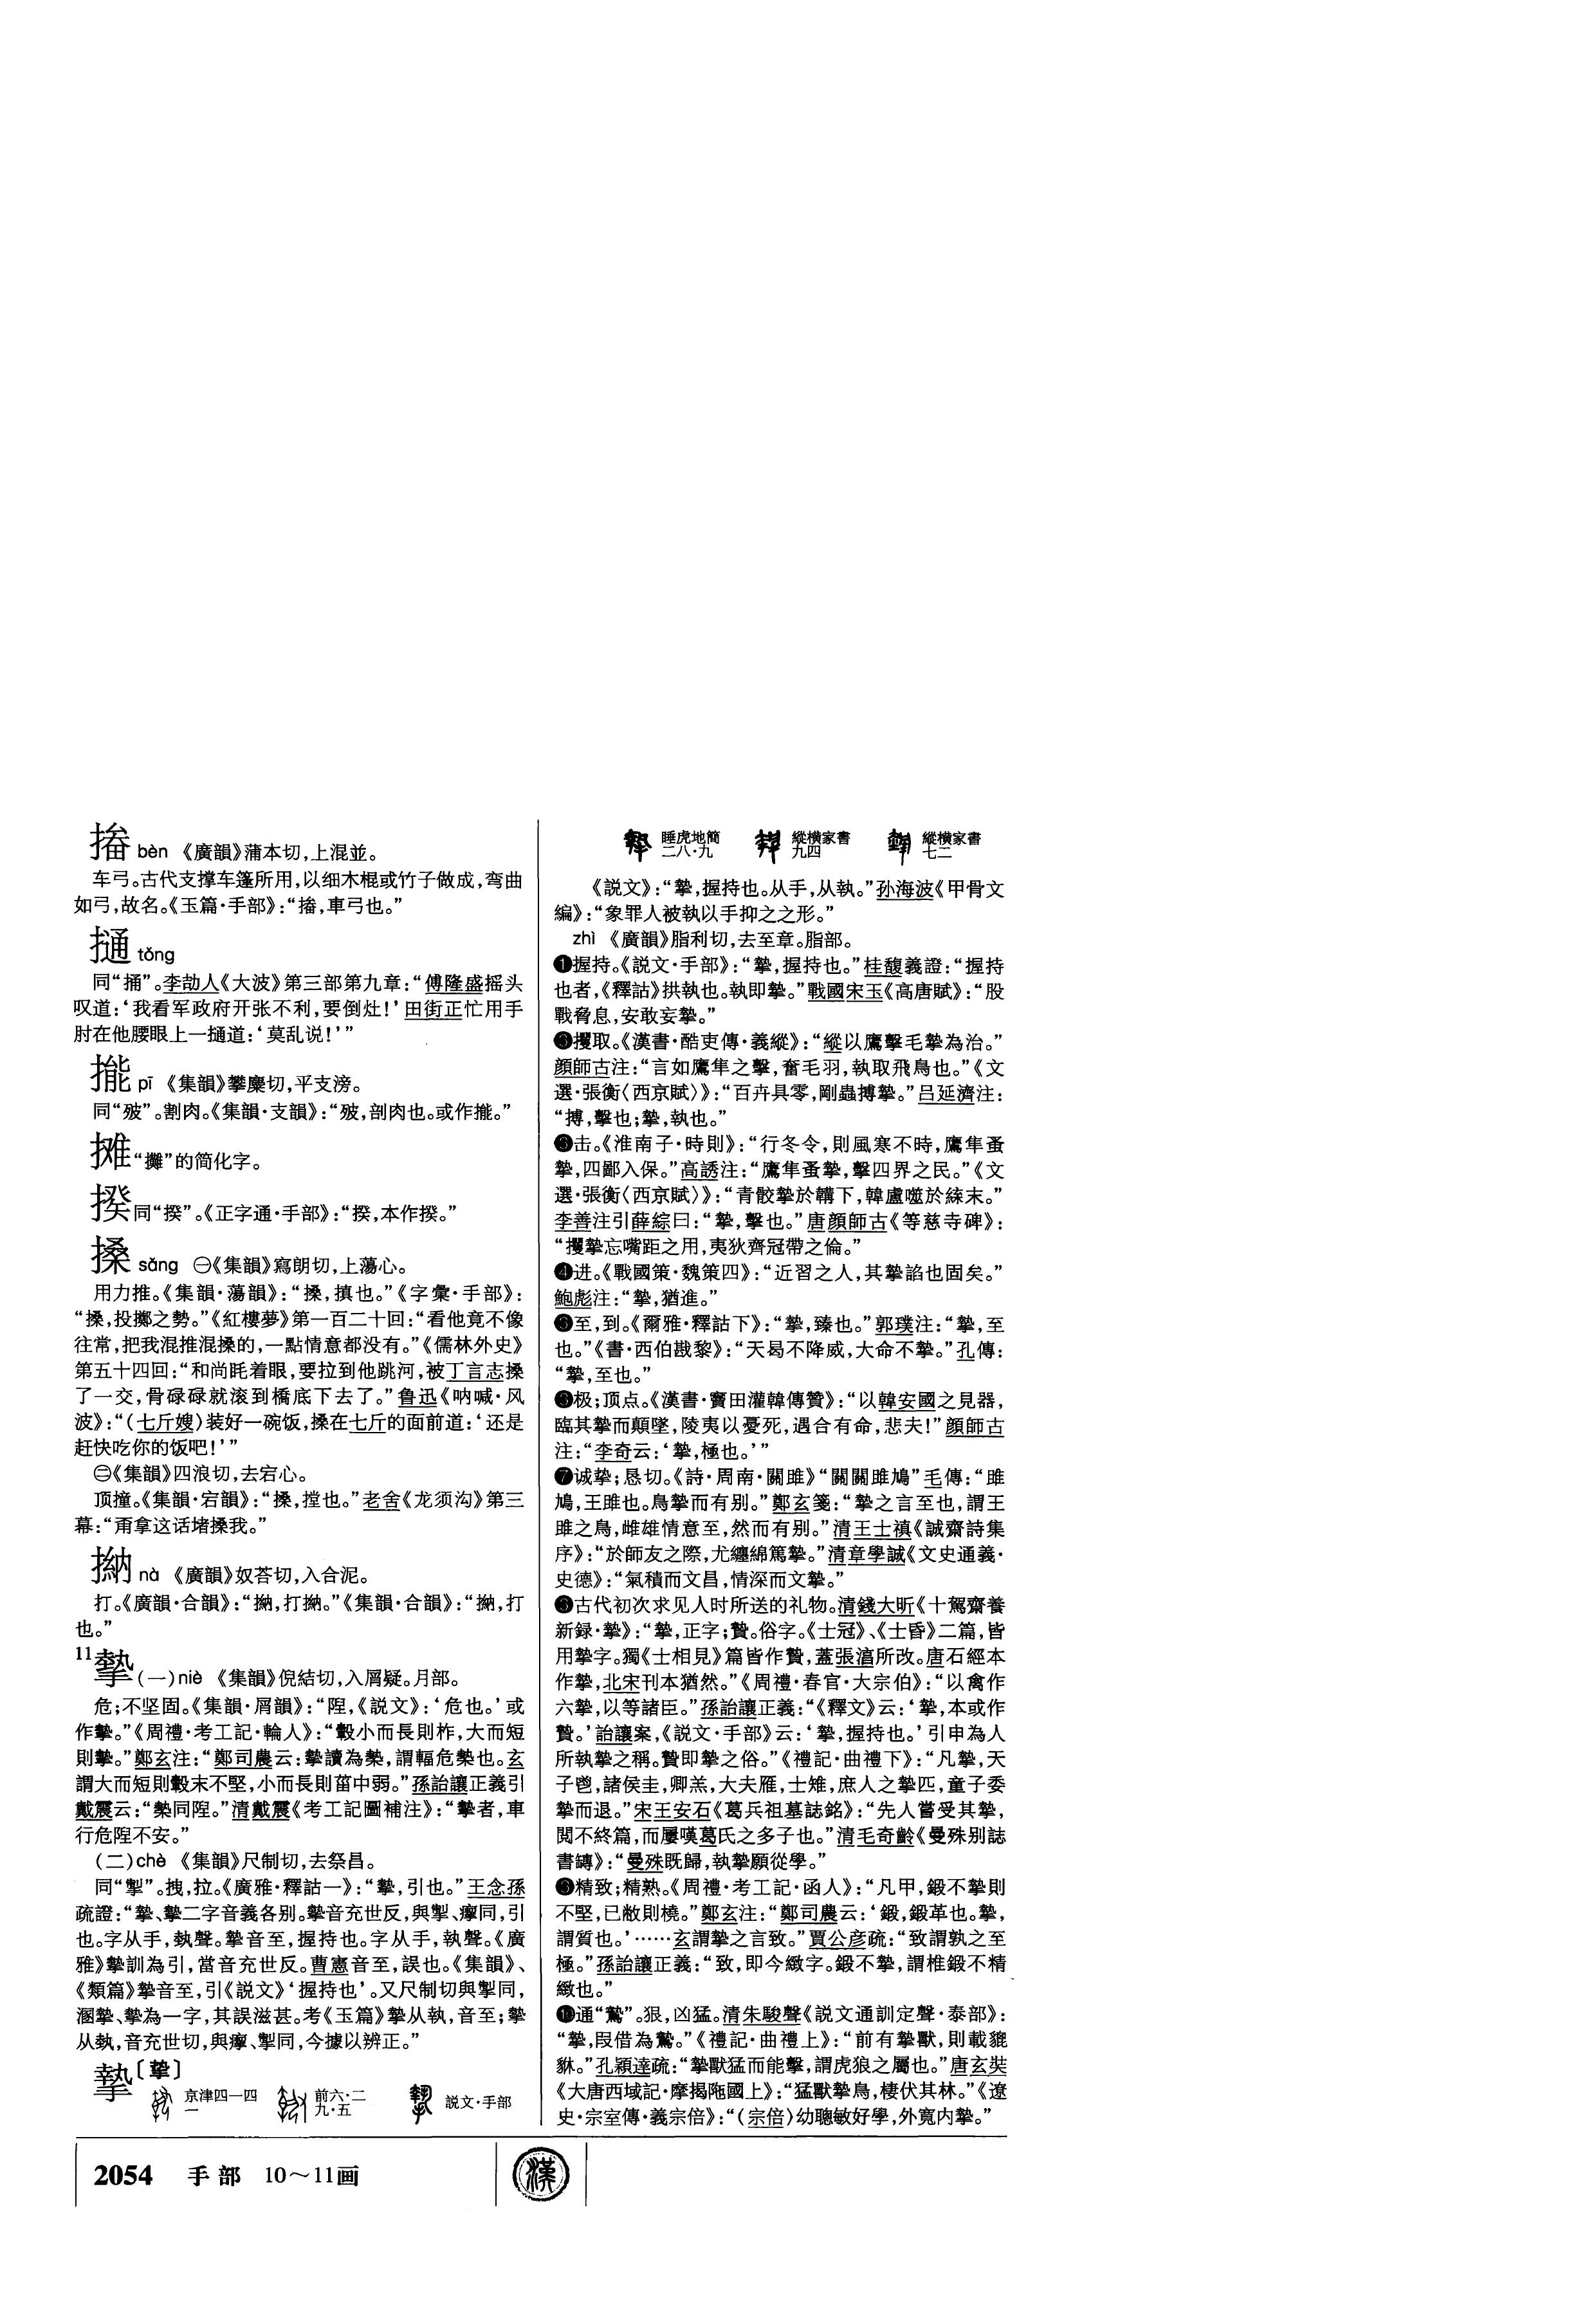 㨧 bèn 《廣韻》蒲本切,上混並。
车弓。古代支撑车篷所用,以细木棍或竹子做成,弯曲
如弓,故名。《玉篇·手部》:“㨧,車弓也。”
tǒng
同“捅”。李劼人《大波》第三部第九章:“傅隆盛摇头
叹道:‘我看军政府开张不利,要倒灶!’田街正忙用手
肘在他腰眼上一 道:‘莫乱说!’”
pī 《集韻》攀麋切,平支滂。
同“ ”。割肉。《集韻·支韻》:“ ,剖肉也。或作 。”
摊 “攤”的简化字。
同“揆”。《正字通·手部》:“揆,本作 。”
搡 sǎng ㊀《集韻》寫朗切,上蕩心。
用力推。《集韻·蕩韻》:“搡,搷也。”《字彙·手部》:
“搡,投擲之勢。”《紅樓夢》第一百二十回:“看他竟不像
往常,把我混推混搡的,一點情意都没有。”《儒林外史》
第五十四回:“和尚眊着眼,要拉到他跳河,被丁言志搡
了一交,骨碌碌就滚到橋底下去了。”鲁迅《呐喊·风
波》:“(七斤嫂)装好一碗饭,搡在七斤的面前道:‘还是
赶快吃你的饭吧!’”
㊁《集韻》四浪切,去宕心。
顶撞。《集韻·宕韻》:“搡,摚也。”老舍《龙须沟》第三
幕:“甭拿这话堵搡我。”
㨥 nà 《廣韻》奴荅切,入合泥。
打。《廣韻·合韻》:“㨥,打㨥。”《集韻·合韻》:“㨥,打
也。”
11
摰 (一)niè 《集韻》倪結切,入屑疑。月部。
危;不坚固。《集韻·屑韻》:“隉,《説文》:‘危也。’或
作摰。”《周禮·考工記·輪人》:“轂小而長則柞,大而短
則摰。”鄭玄注:“鄭司農云:摰讀為槷,謂輻危槷也。玄
謂大而短則轂末不堅,小而長則菑中弱。”孫詒讓正義引
戴震云:“槷同隉。”清戴震《考工記圖補注》:“摰者,車
行危隉不安。”
(二)chè 《集韻》尺制切,去祭昌。
同“掣”。拽,拉。《廣雅·釋詁一》:“摰,引也。”王念孫
疏證:“摰、摯二字音義各别。摰音充世反,與掣、㨹同,引
也。字从手,埶聲。摯音至,握持也。字从手,執聲。《廣
雅》摰訓為引,當音充世反。曹憲音至,誤也。《集韻》、
《類篇》摯音至,引《説文》‘握持也’。又尺制切與掣同,
溷摯、摰為一字,其誤滋甚。考《玉篇》摯从執,音至;摰
从埶,音充世切,與㨹、掣同,今據以辨正。”
摯〔挚〕
京津四一四一 前六·二九·五 説文·手部
睡虎地簡二八·九 縱橫家書九四 縱橫家書七二
《説文》:“摯,握持也。从手,从執。”孙海波《甲骨文
編》:“象罪人被執以手抑之之形。”
zhì 《廣韻》脂利切,去至章。脂部。
❶握持。《説文·手部》:“摯,握持也。”桂馥義證:“握持
也者,《釋詁》拱執也。執即摯。”戰國宋玉《高唐賦》:“股
戰脅息,安敢妄摯。”
❷攫取。《漢書·酷吏傳·義縱》:“縱以鷹擊毛摯為治。”
顔師古注:“言如鷹隼之擊,奮毛羽,執取飛鳥也。”《文
選·張衡〈西京賦〉》:“百卉具零,剛蟲搏摯。”吕延濟注:
“搏,擊也;摯,執也。”
❸击。《淮南子·時則》:“行冬令,則風寒不時,鷹隼蚤
摯,四鄙入保。”高誘注:“鷹隼蚤摯,擊四界之民。”《文
選·張衡〈西京賦〉》:“青骹摯於韝下,韓盧噬於緤末。”
李善注引薛綜曰:“摯,擊也。”唐顔師古《等慈寺碑》:
“攫摯忘嘴距之用,夷狄齊冠帶之倫。”
❹进。《戰國策·魏策四》:“近習之人,其摯諂也固矣。”
鮑彪注:“摯,猶進。”
❺至,到。《爾雅·釋詁下》:“摯,臻也。”郭璞注:“摯,至
也。”《書·西伯戡黎》:“天曷不降威,大命不摯。”孔傳:
“摯,至也。”
❻极;顶点。《漢書·竇田灌韓傳贊》:“以韓安國之見器,
臨其摯而顛墜,陵夷以憂死,遇合有命,悲夫!”顔師古
注:“李奇云:‘摯,極也。’”
❼诚挚;恳切。《詩·周南·關雎》“關關雎鳩”毛傳:“雎
鳩,王雎也。鳥摯而有别。”鄭玄箋:“摯之言至也,謂王
雎之鳥,雌雄情意至,然而有别。”清王士禛《誠齋詩集
序》:“於師友之際,尤纏綿篤摯。”清章學誠《文史通義·
史德》:“氣積而文昌,情深而文摯。”
❽古代初次求见人时所送的礼物。清錢大昕《十駕齋養
新録·摯》:“摯,正字;贄。俗字。《士冠》、《士昏》二篇,皆
用摯字。獨《士相見》篇皆作贄,蓋張淳所改。唐石經本
作摯,北宋刊本猶然。”《周禮·春官·大宗伯》:“以禽作
六摯,以等諸臣。”孫詒讓正義:“《釋文》云:‘摯,本或作
贄。’詒讓案,《説文·手部》云:‘摯,握持也。’引申為人
所執摯之稱。贄即摯之俗。”《禮記·曲禮下》:“凡摯,天
子鬯,諸侯圭,卿羔,大夫雁,士雉,庶人之摯匹,童子委
摯而退。”宋王安石《葛兵祖墓誌銘》:“先人嘗受其摯,
閲不終篇,而屢嘆葛氏之多子也。”清毛奇齡《曼殊别誌
書㙛》:“曼殊既歸,執摯願從學。”
❾精致;精熟。《周禮·考工記·函人》:“凡甲,鍛不摯則
不堅,已敝則橈。”鄭玄注:“鄭司農云:‘鍛,鍛革也。摯,
謂質也。’……玄謂摯之言致。”賈公彦疏:“致謂孰之至
極。”孫詒讓正義:“致,即今緻字。鍛不摯,謂椎鍛不精
緻也。”
❿通“鷙”。狠,凶猛。清朱駿聲《説文通訓定聲·泰部》:
“摯,叚借為鷙。”《禮記·曲禮上》:“前有摯獸,則載貔
貅。”孔穎達疏:“摯獸猛而能擊,謂虎狼之屬也。”唐玄奘
《大唐西域記·摩揭陁國上》:“猛獸摯鳥,棲伏其林。”《遼
史·宗室傳·義宗倍》:“(宗倍)幼聰敏好學,外寬内摯。”
2054 手部 10～11画
漢